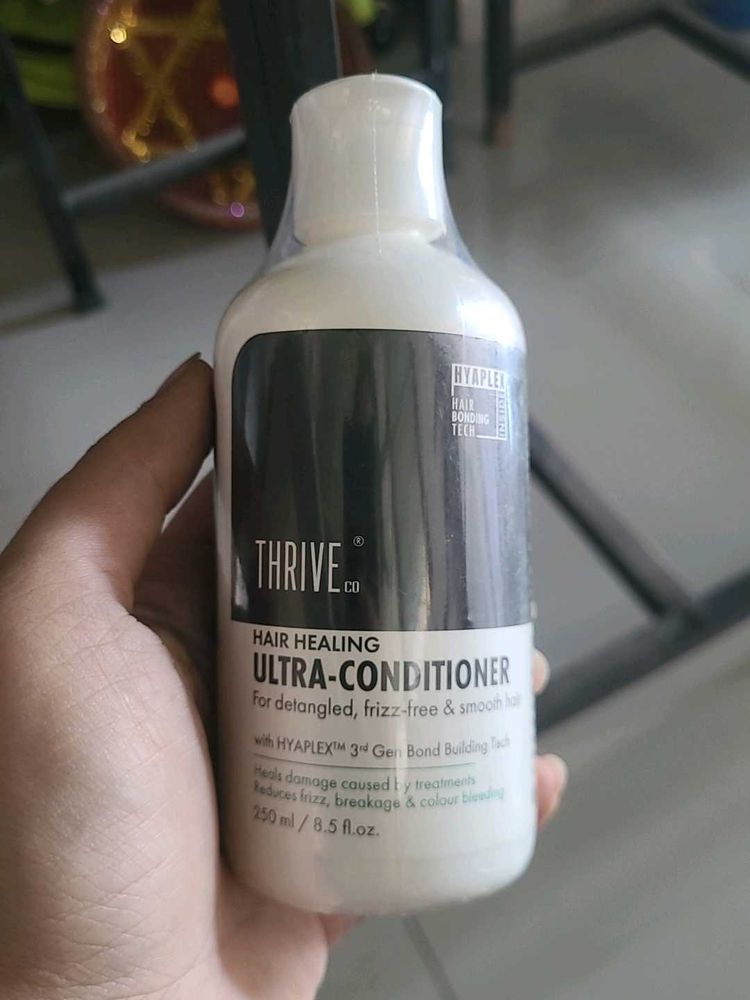 HYAPLEX
HAIR
BONDING
TECH
INSIDE
THRIVE®
CO
HAIR HEALING
ULTRA-CONDITIONER
For detangled, frizz-free & smooth hair
with HYAPLEX™ 3rd Gen Bond Building Tech
Heals damage caused by treatments
Reduces frizz, breakage & colour bleeding
250 ml / 8.5 fl.oz.